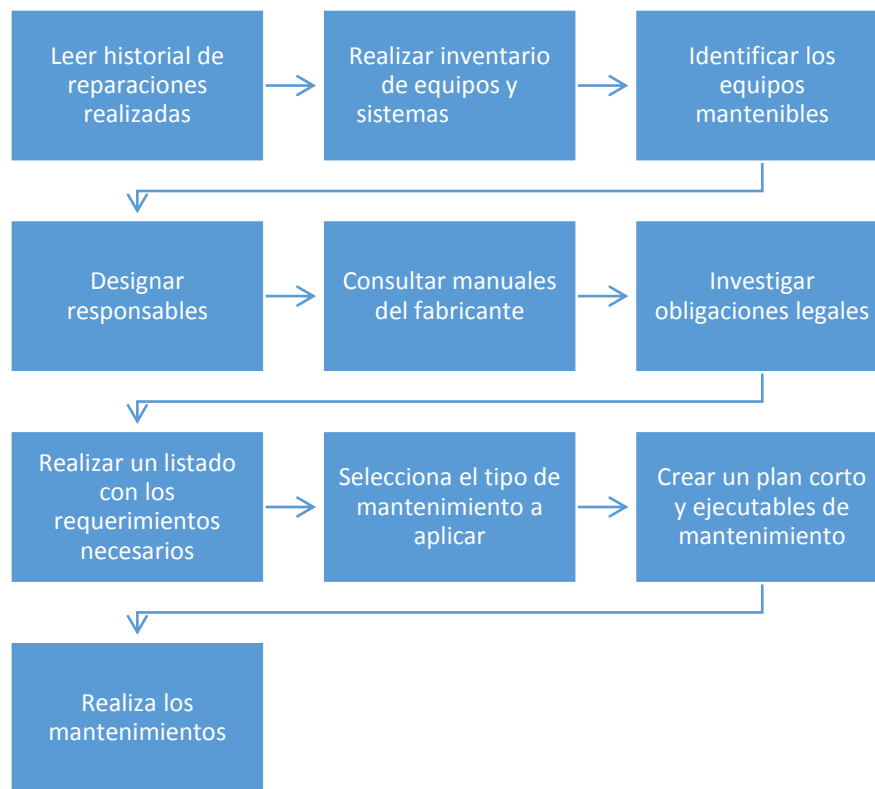 Leer historial de
reparaciones
realizadas
Realizar inventario
de equipos y
sistemas
Identificar los
equipos
mantenibles
Designar
responsables
Consultar manuales
del fabricante
Investigar
obligaciones legales
Realizar un listado
con los
requerimientos
necesarios
Selecciona el tipo de
mantenimiento a
aplicar
Crear un plan corto
y ejecutables de
mantenimiento
Realiza los
mantenimientos